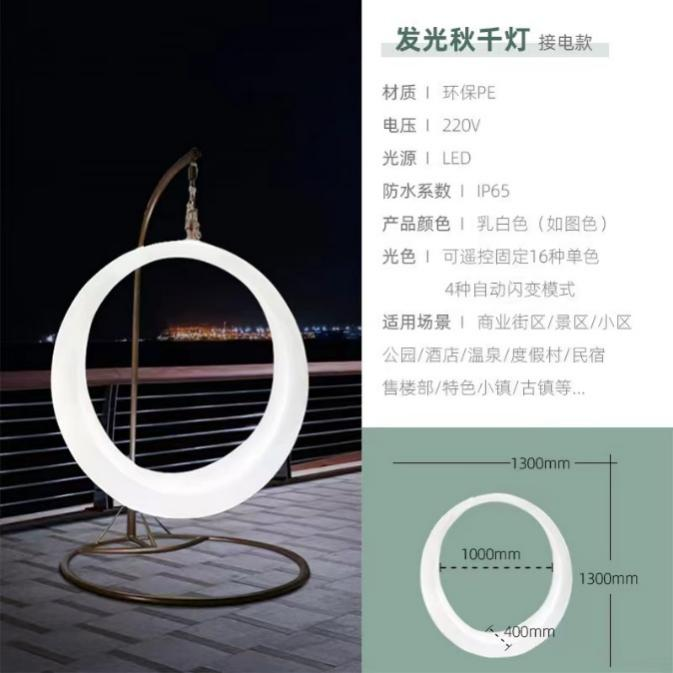 发光秋千灯 接电款
材质 | 环保PE
电压 | 220V
光源 | LED
防水系数 | IP65
产品颜色 | 乳白色（如图色）
光色 | 可遥控固定16种单色
4种自动闪变模式
适用场景 | 商业街区/景区/小区
公园/酒店/温泉/度假村/民宿
售楼部/特色小镇/古镇等...
1300mm
1000mm
1300mm
400mm